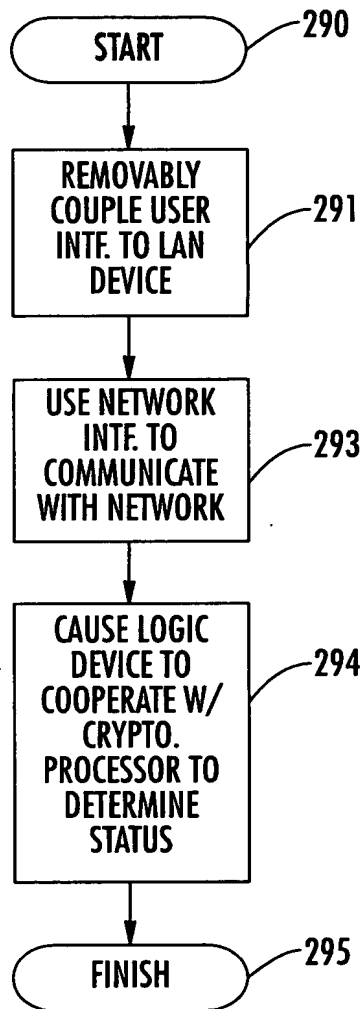 START
290
REMOVABLY
COUPLE USER
INTF. TO LAN
DEVICE
291
USE NETWORK
INTF. TO
COMMUNICATE
WITH NETWORK
293
CAUSE LOGIC
DEVICE TO
COOPERATE W/
CRYPTO.
PROCESSOR TO
DETERMINE
STATUS
294
FINISH
295